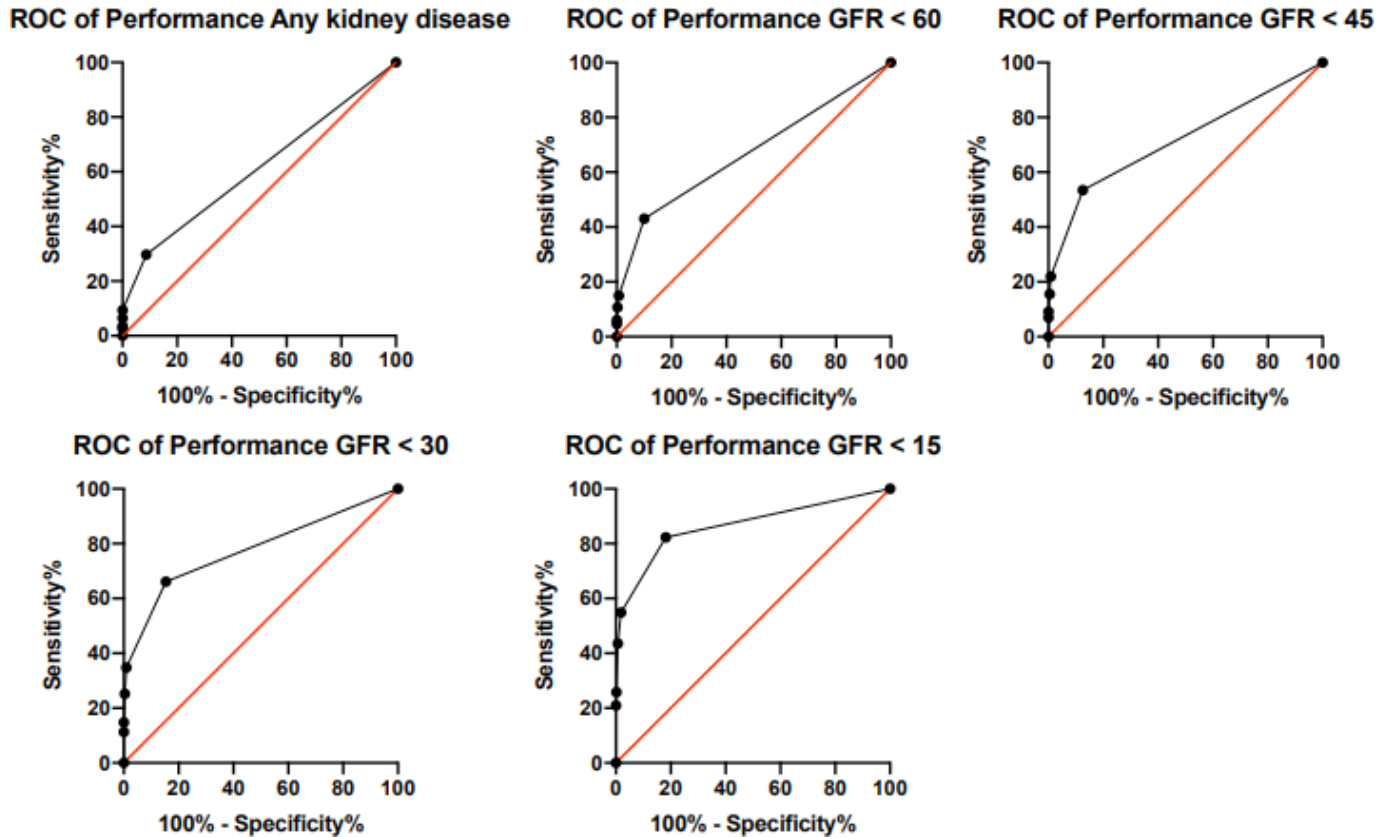 ROC of Performance Any kidney disease
100
80
60
40
20
0
Sensitivity%
0 20 40 60 80 100
100% - Specificity%
ROC of Performance GFR < 60
100
80
60
40
20
0
Sensitivity%
0 20 40 60 80 100
100% - Specificity%
ROC of Performance GFR < 45
100
80
60
40
20
0
Sensitivity%
0 20 40 60 80 100
100% - Specificity%
ROC of Performance GFR < 30
100
80
60
40
20
0
Sensitivity%
0 20 40 60 80 100
100% - Specificity%
ROC of Performance GFR < 15
100
80
60
40
20
0
Sensitivity%
0 20 40 60 80 100
100% - Specificity%